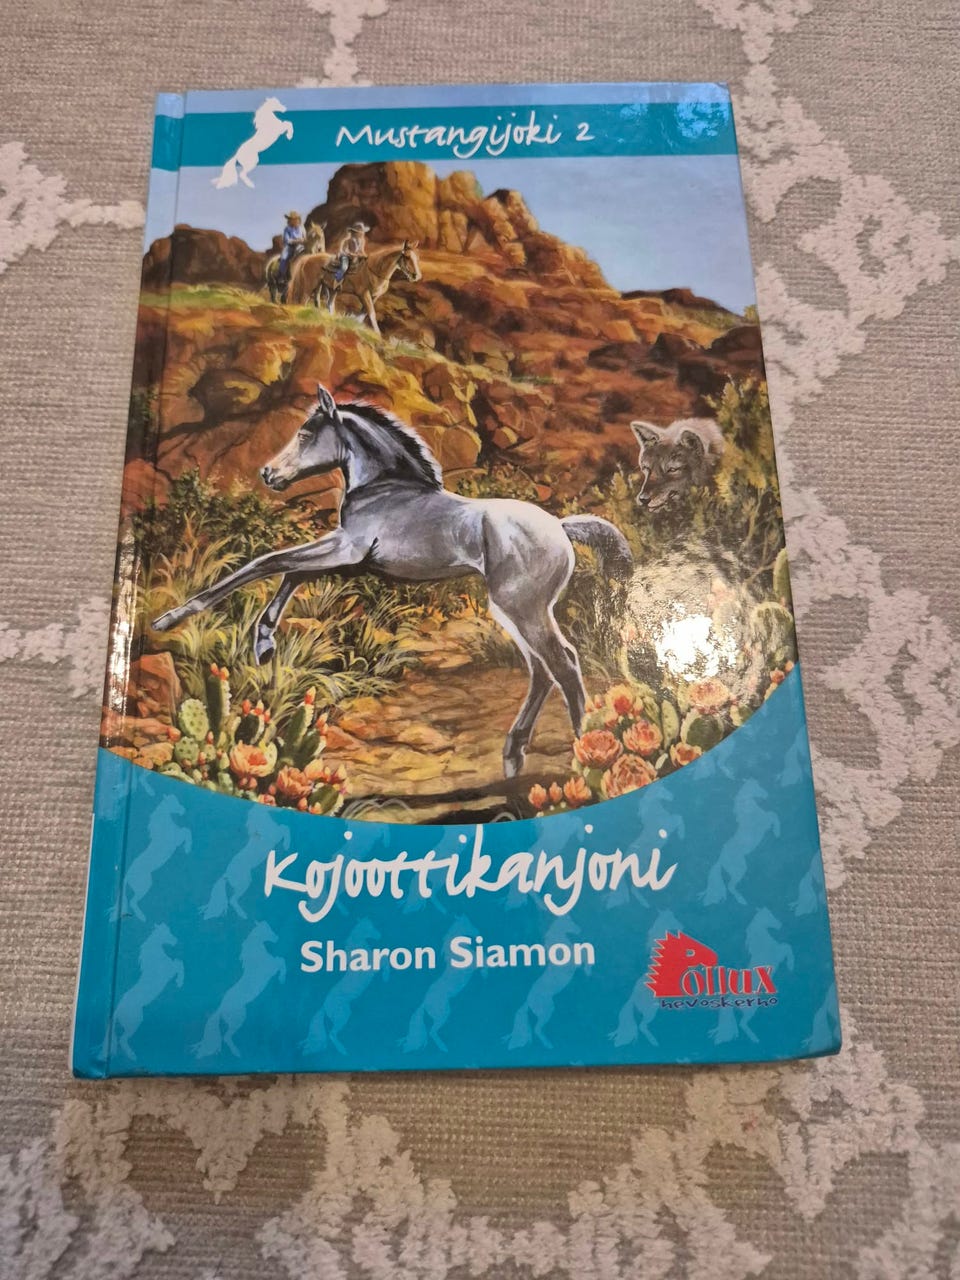 Mustangijoki 2
Kojoottikanjoni
Sharon Siamon
Pollux
hevoskerho